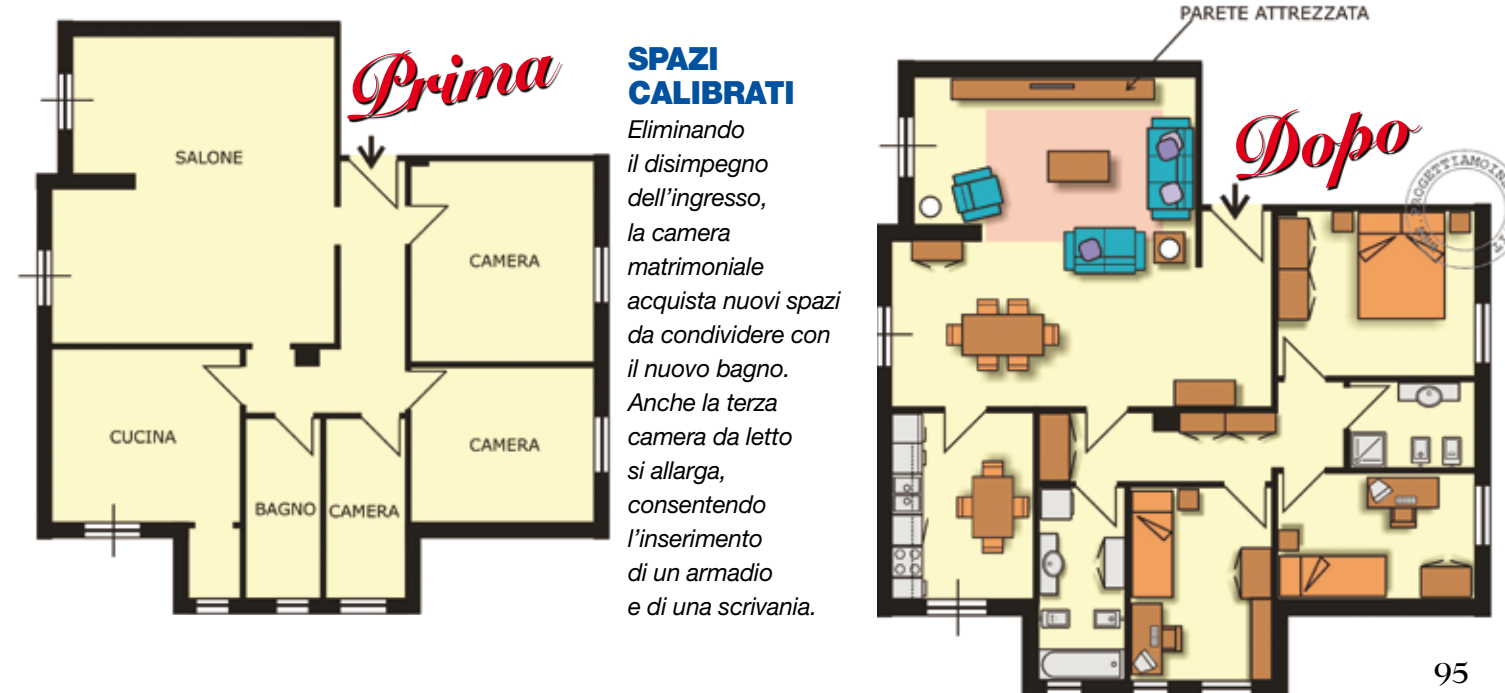 Prima
SALONE
CAMERA
CUCINA
CAMERA
BAGNO
CAMERA
SPAZI
CALIBRATI
Eliminando
il disimpegno
dell’ingresso,
la camera
matrimoniale
acquista nuovi spazi
da condividere con
il nuovo bagno.
Anche la terza
camera da letto
si allarga,
consentendo
l’inserimento
di un armadio
e di una scrivania.
PARETE ATTREZZATA
Dopo
95